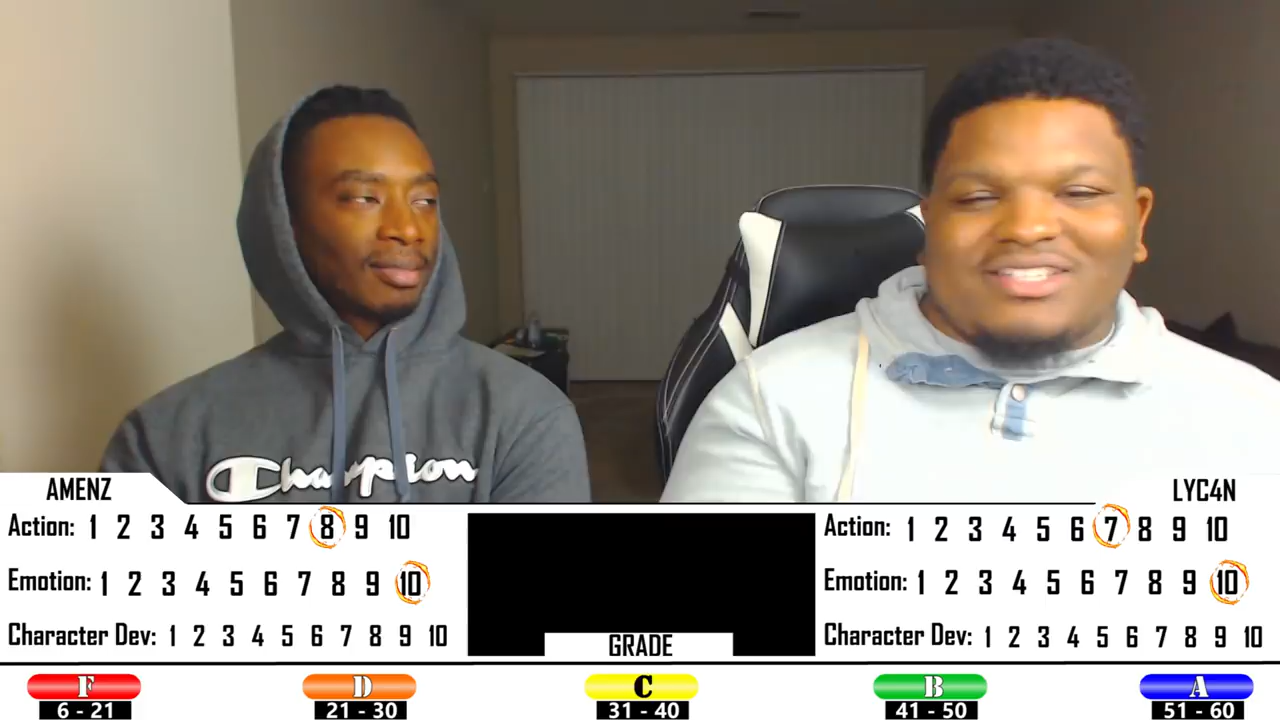 Champion
AMENZ
Action: 1 2 3 4 5 6 7 8 9 10
Emotion: 1 2 3 4 5 6 7 8 9 10
Character Dev: 1 2 3 4 5 6 7 8 9 10
GRADE
LYC4N
Action: 1 2 3 4 5 6 7 8 9 10
Emotion: 1 2 3 4 5 6 7 8 9 10
Character Dev: 1 2 3 4 5 6 7 8 9 10
F
6 - 21
D
21 - 30
C
31 - 40
B
41 - 50
A
51 - 60